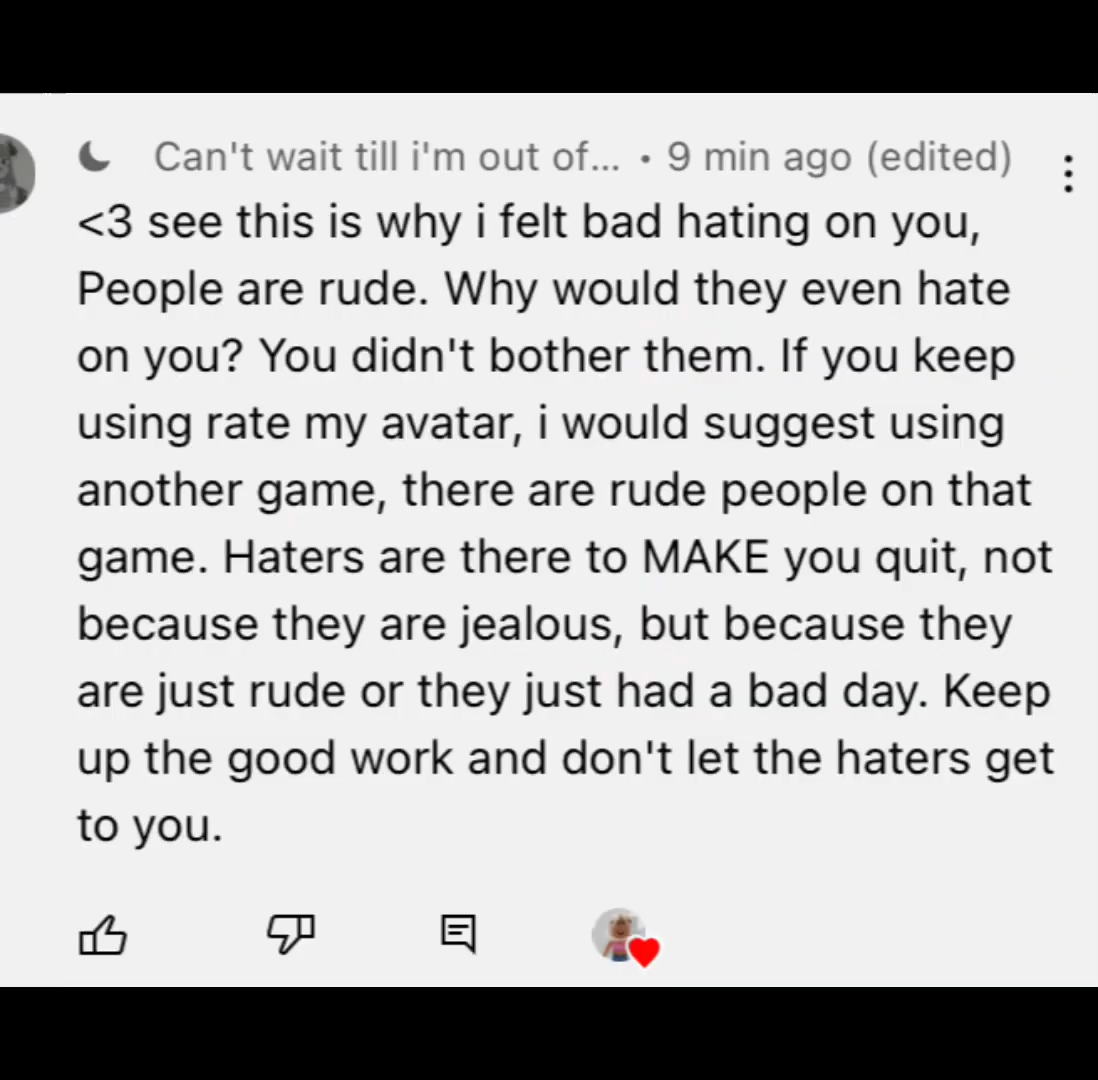 Can't wait till i'm out of... • 9 min ago (edited)
<3 see this is why i felt bad hating on you,
People are rude. Why would they even hate
on you? You didn't bother them. If you keep
using rate my avatar, i would suggest using
another game, there are rude people on that
game. Haters are there to MAKE you quit, not
because they are jealous, but because they
are just rude or they just had a bad day. Keep
up the good work and don't let the haters get
to you.